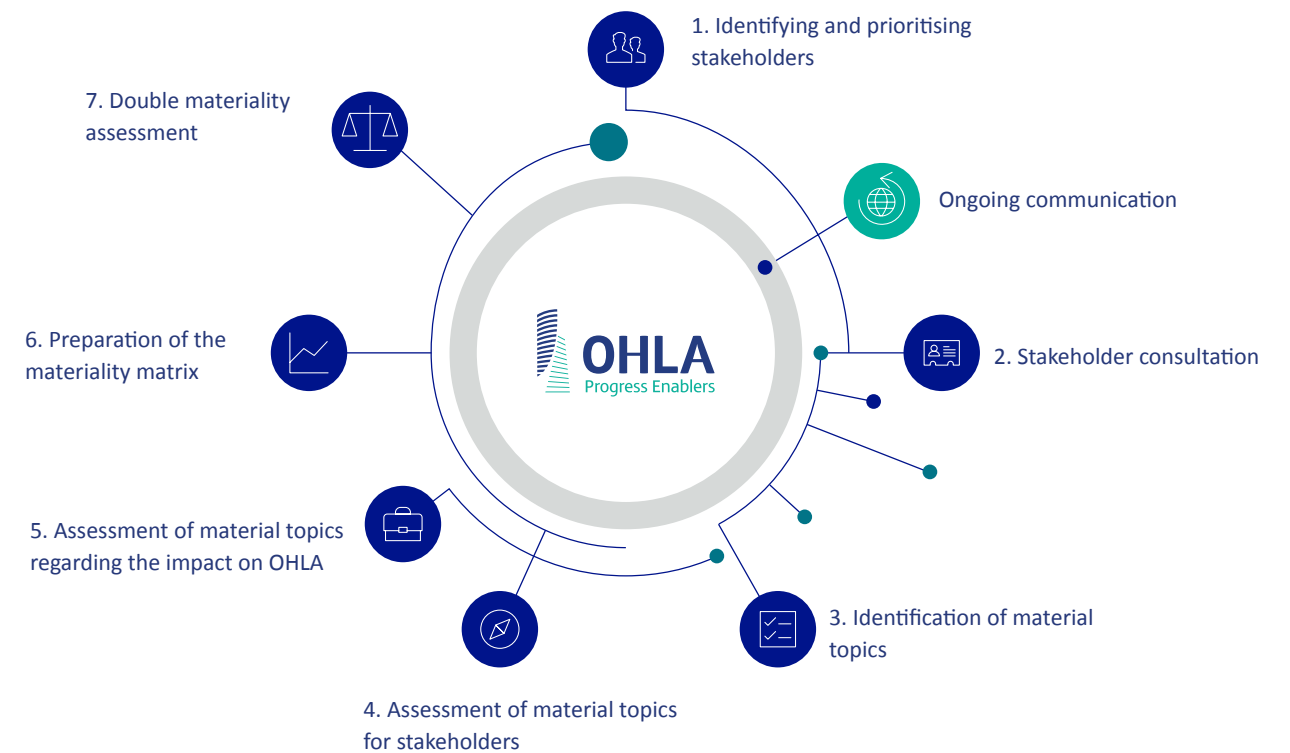 1. Identifying and prioritising
stakeholders
Ongoing communication
2. Stakeholder consultation
3. Identification of material
topics
4. Assessment of material topics
for stakeholders
5. Assessment of material topics
regarding the impact on OHLA
6. Preparation of the
materiality matrix
7. Double materiality
assessment
OHLA
Progress Enablers